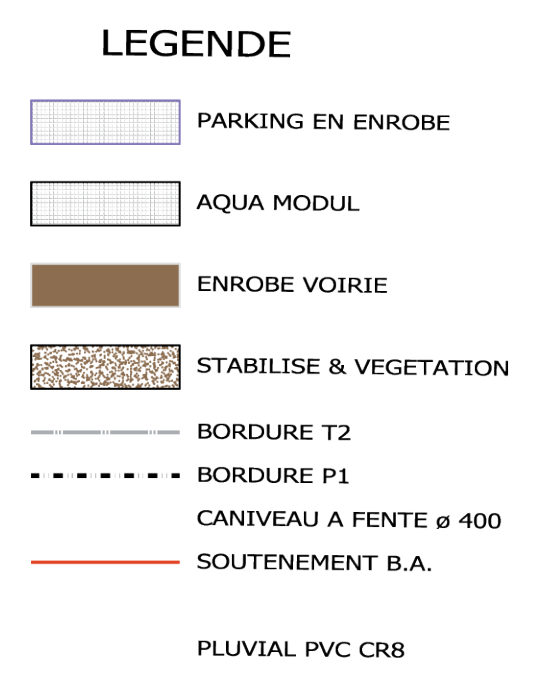 LEGENDE
PARKING EN ENROBE
AQUA MODUL
ENROBE VOIRIE
STABILISE & VEGETATION
BORDURE T2
BORDURE P1
CANIVEAU A FENTE ø 400
SOUTENEMENT B.A.
PLUVIAL PVC CR8